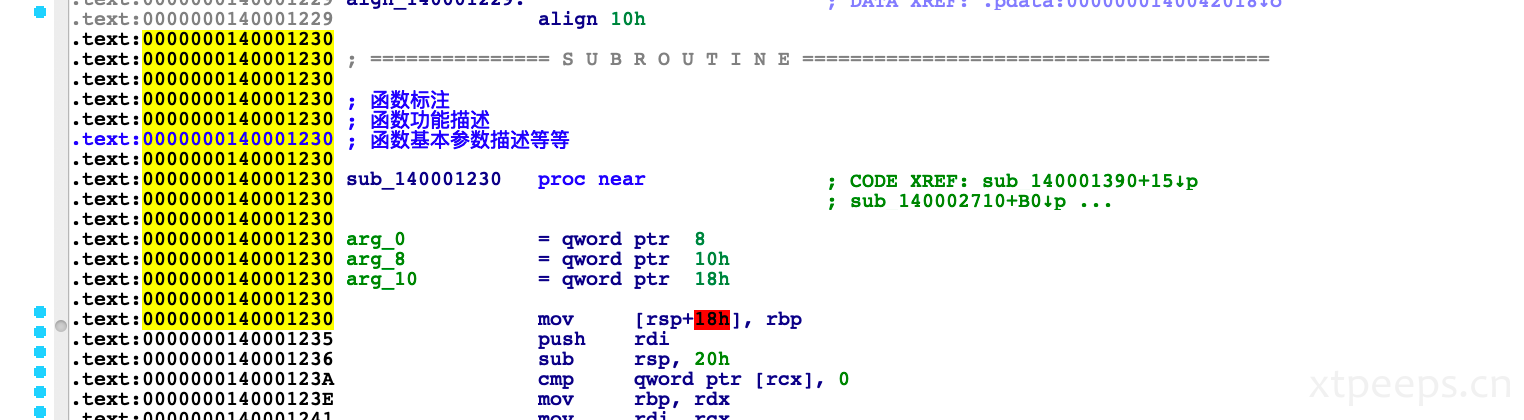 .text:0000000140001229 ; DATA XREF: .pdata:0000000140042018↓o
.text:0000000140001229 align 10h
.text:0000000140001230
.text:0000000140001230 ; =============== S U B R O U T I N E =======================================
.text:0000000140001230
.text:0000000140001230 ; 函数标注
.text:0000000140001230 ; 函数功能描述
.text:0000000140001230 ; 函数基本参数描述等等
.text:0000000140001230
.text:0000000140001230 sub_140001230 proc near ; CODE XREF: sub 140001390+15↓p
.text:0000000140001230 ; sub 140002710+B0↓p ...
.text:0000000140001230
.text:0000000140001230 arg_0 = qword ptr 8
.text:0000000140001230 arg_8 = qword ptr 10h
.text:0000000140001230 arg_10 = qword ptr 18h
.text:0000000140001230
.text:0000000140001230 mov [rsp+18h], rbp
.text:0000000140001235 push rdi
.text:0000000140001236 sub rsp, 20h
.text:000000014000123A cmp qword ptr [rcx], 0
.text:000000014000123E mov rbp, rdx
.text:0000000140001241 mov rdi, rcx
xtpeeps.cn